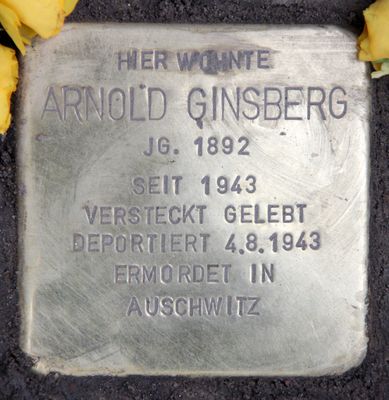 HIER WOHNTE
ARNOLD GINSBERG
JG. 1892
SEIT 1943
VERSTECKT GELEBT
DEPORTIERT 4.8.1943
ERMORDET IN
AUSCHWITZ